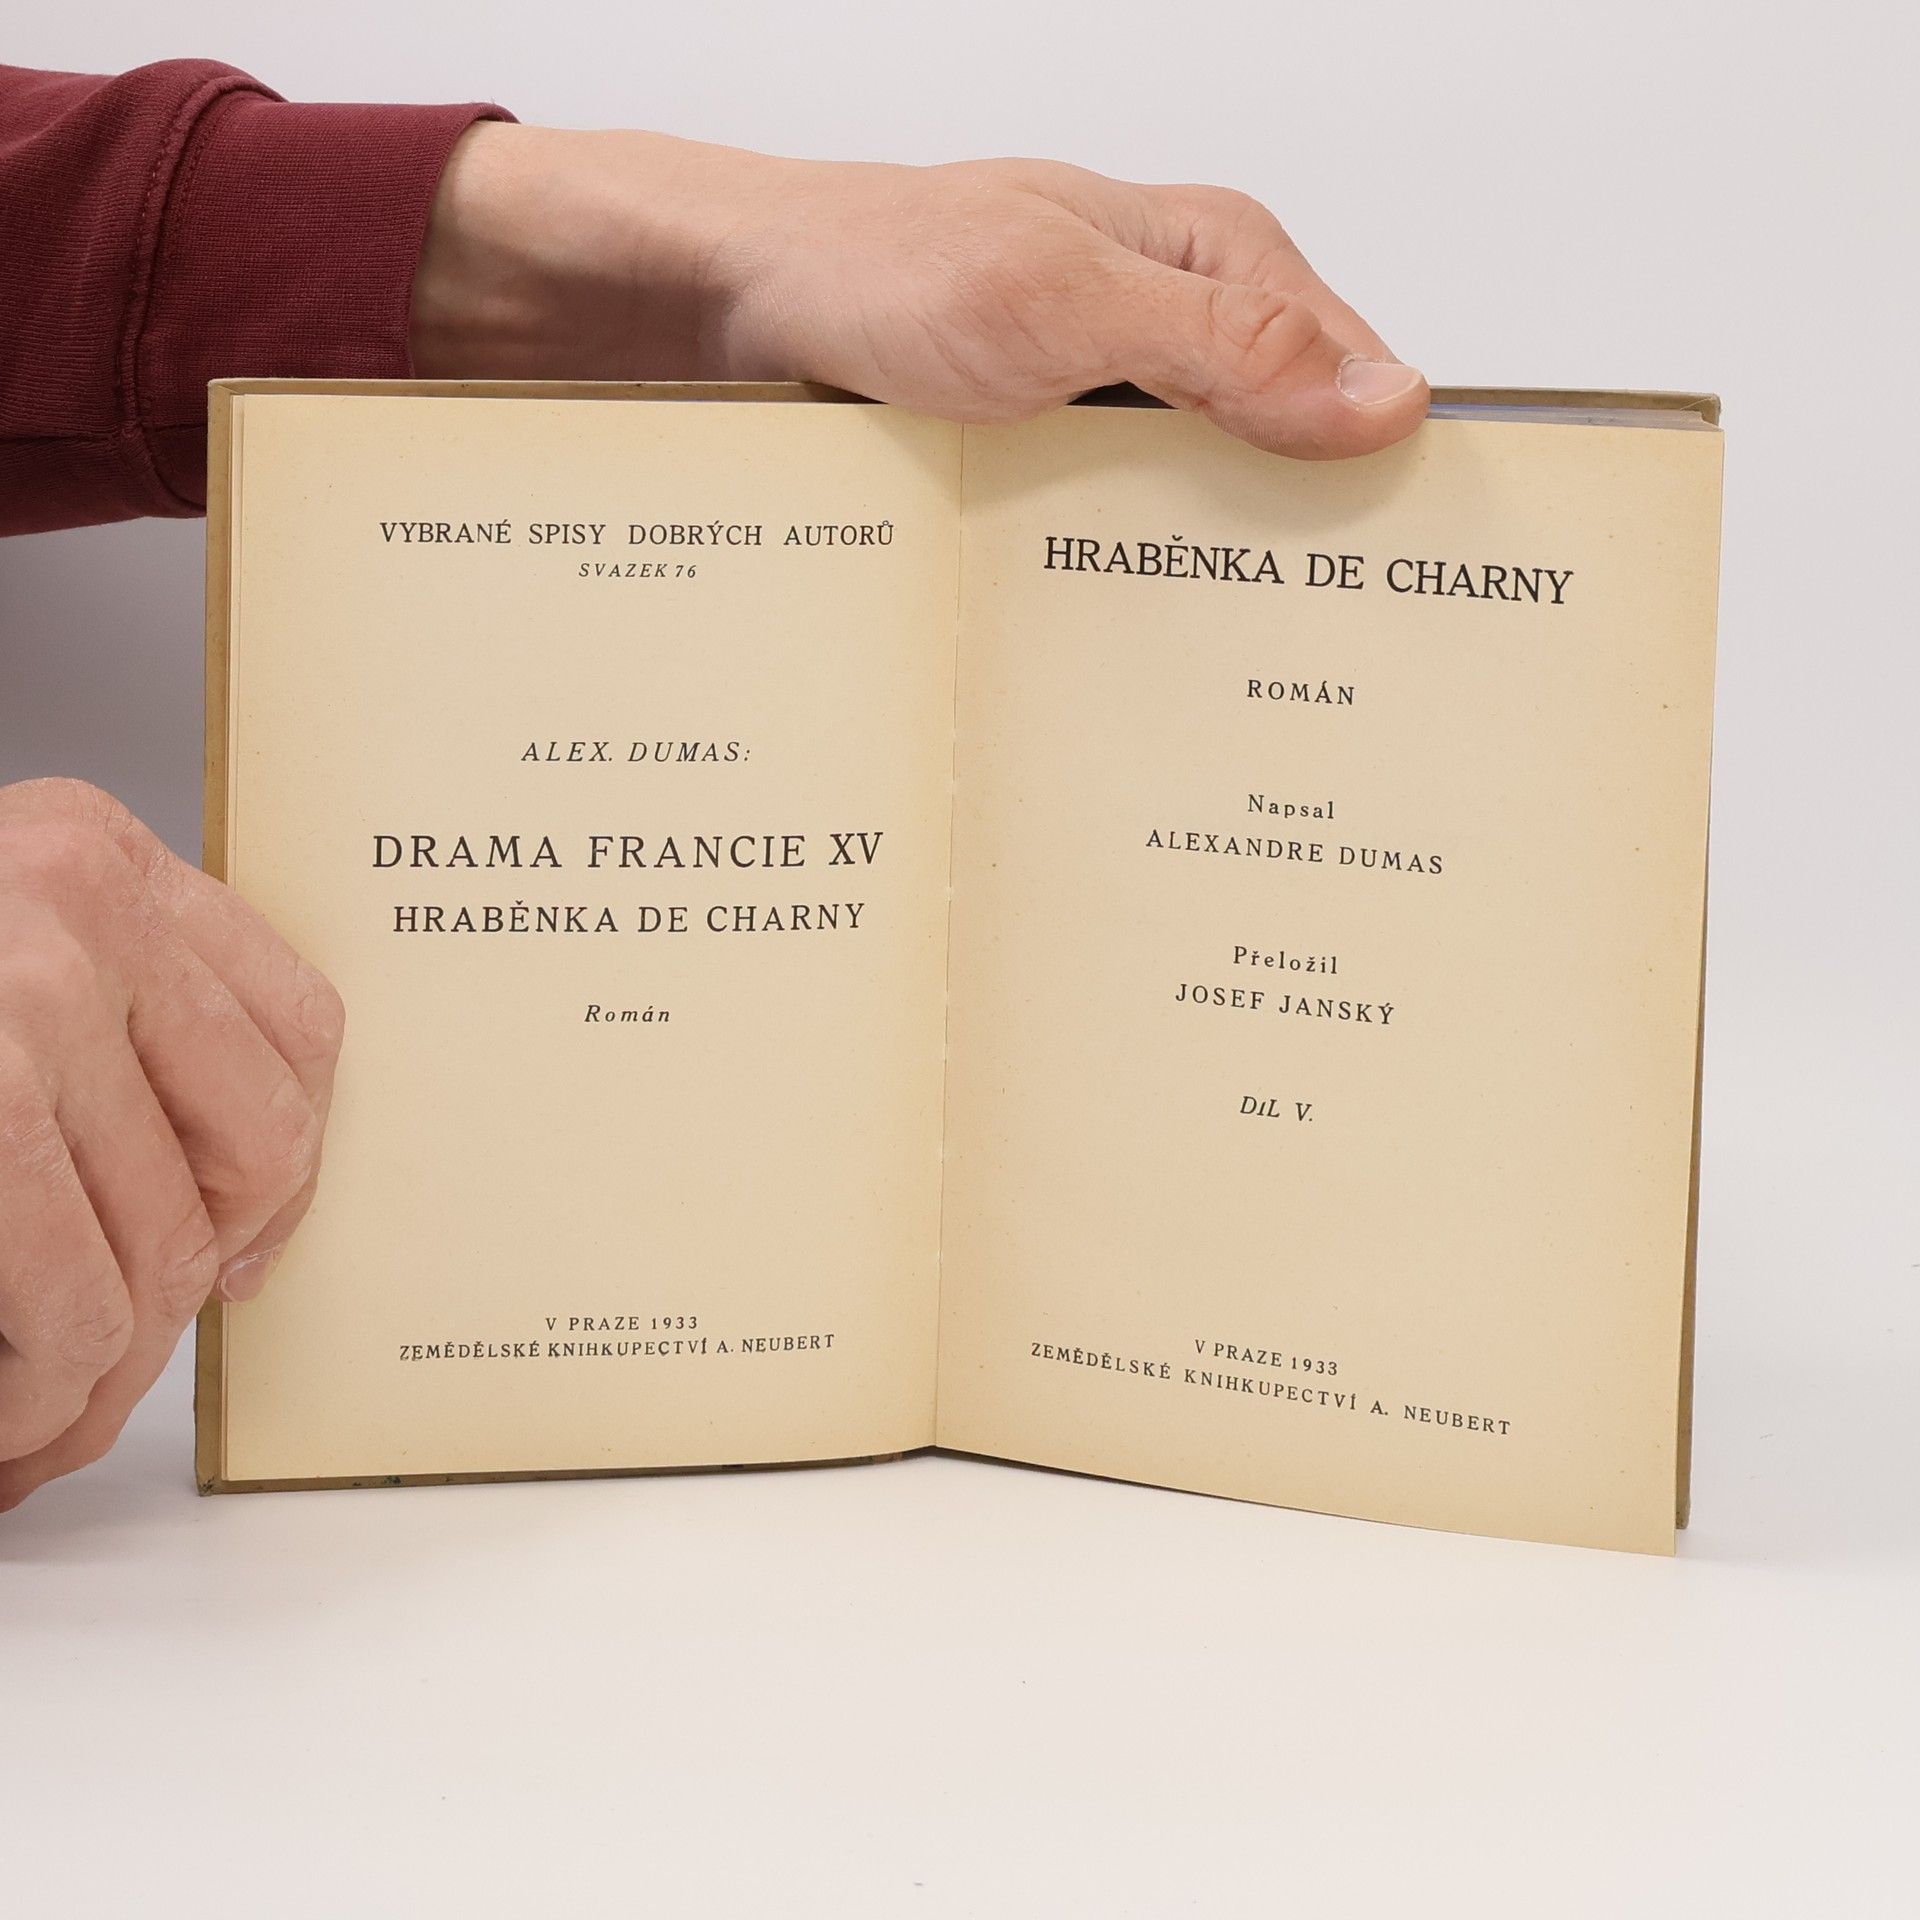 VYBRANÉ SPISY DOBRÝCH AUTORŮ
SVAZEK 76
ALEX. DUMAS:
DRAMA FRANCIE XV
HRABĚNKA DE CHARNY
Román
V PRAZE 1933
ZEMĚDĚLSKÉ KNIHKUPECTVÍ A. NEUBERT
HRABĚNKA DE CHARNY
ROMÁN
Napsal
ALEXANDRE DUMAS
Přeložil
JOSEF JANSKÝ
DíL V.
V PRAZE 1933
ZEMĚDĚLSKÉ KNIHKUPECTVÍ A. NEUBERT